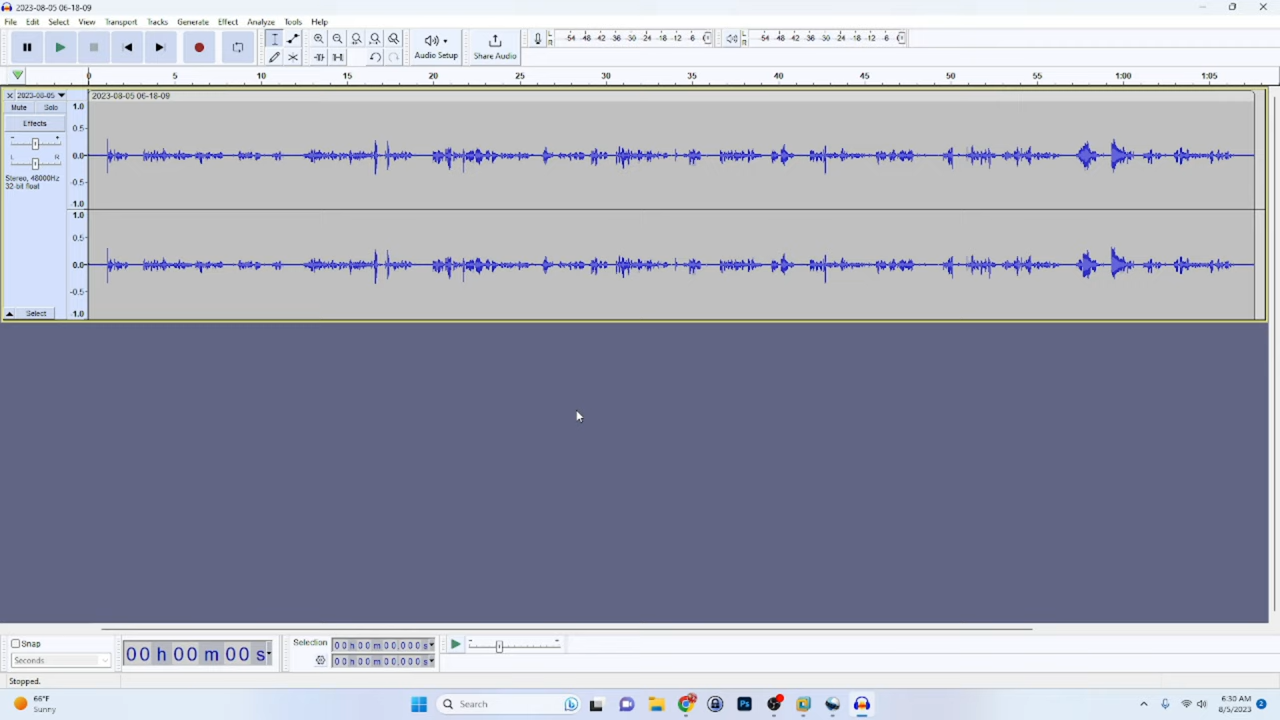 2023-08-05 06-18-09
File Edit Select View Transport Tracks Generate Effect Analyze Tools Help
Audio Setup Share Audio
-54 -48 -42 -36 -30 -24 -18 -12 -6
-54 -48 -42 -36 -30 -24 -18 -12 -6
0 5 10 15 20 25 30 35 40 45 50 55 1:00 1:05
2023-08-05
2023-08-05 06-18-09
Mute Solo
Effects
- +
L R
Stereo, 48000Hz
32-bit float
Select
1.0
0.5
0.0
-0.5
-1.0
1.0
0.5
0.0
-0.5
-1.0
Snap
Seconds
00 h 00 m 00 s
Selection
00 h 00 m 00.000 s
00 h 00 m 00.000 s
Stopped.
66°F
Sunny
Search
6:30 AM
8/5/2023
2